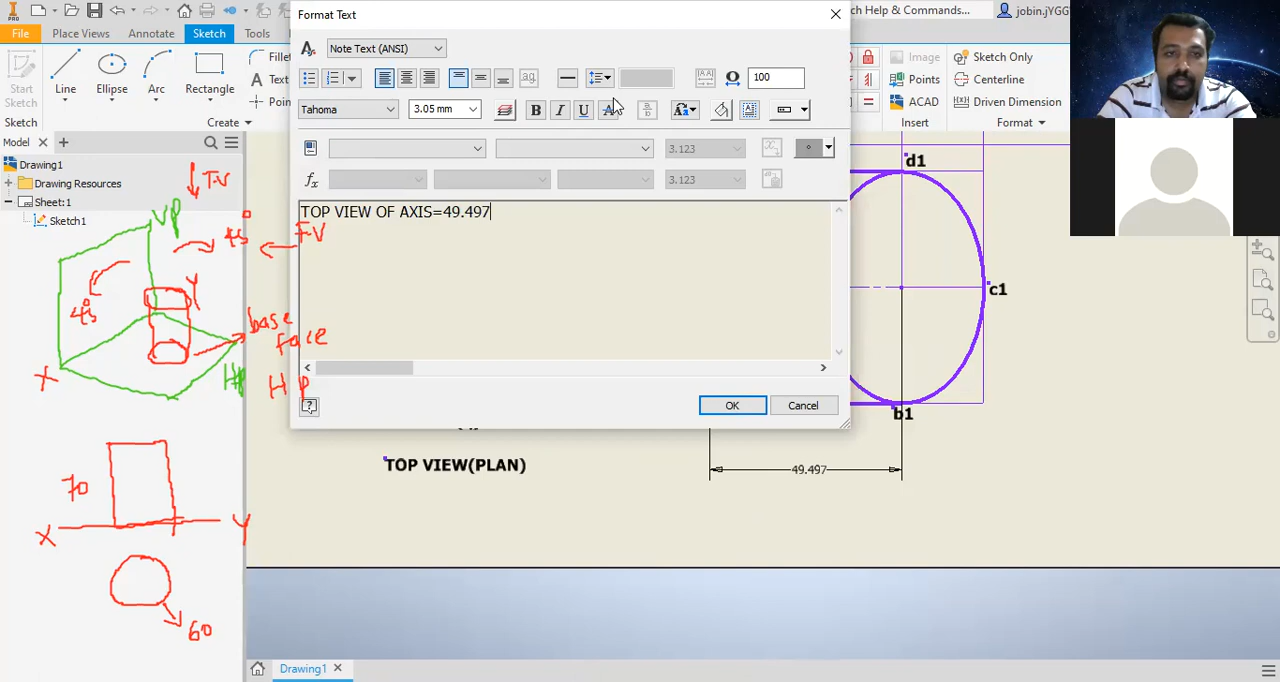 PRO
Format Text
ch Help & Commands...
jobin.jYGG
File
Place Views
Annotate
Sketch
Tools
Note Text (ANSI)
Start
Sketch
Line
Ellipse
Arc
Rectangle
Fillet
Text
Image
Points
ACAD
Sketch Only
Centerline
Driven Dimension
100
Tahoma
3.05 mm
B
I
U
A
Sketch
Create
Insert
Format
Model
3.123
fx
3.123
Drawing1
Drawing Resources
Sheet:1
Sketch1
TOP VIEW OF AXIS=49.497
T.V
VP
45°
F.V
45°
Y
base
face
X
HP
HP
OK
Cancel
d1
c1
b1
TOP VIEW(PLAN)
49.497
70
X
Y
60
Drawing1